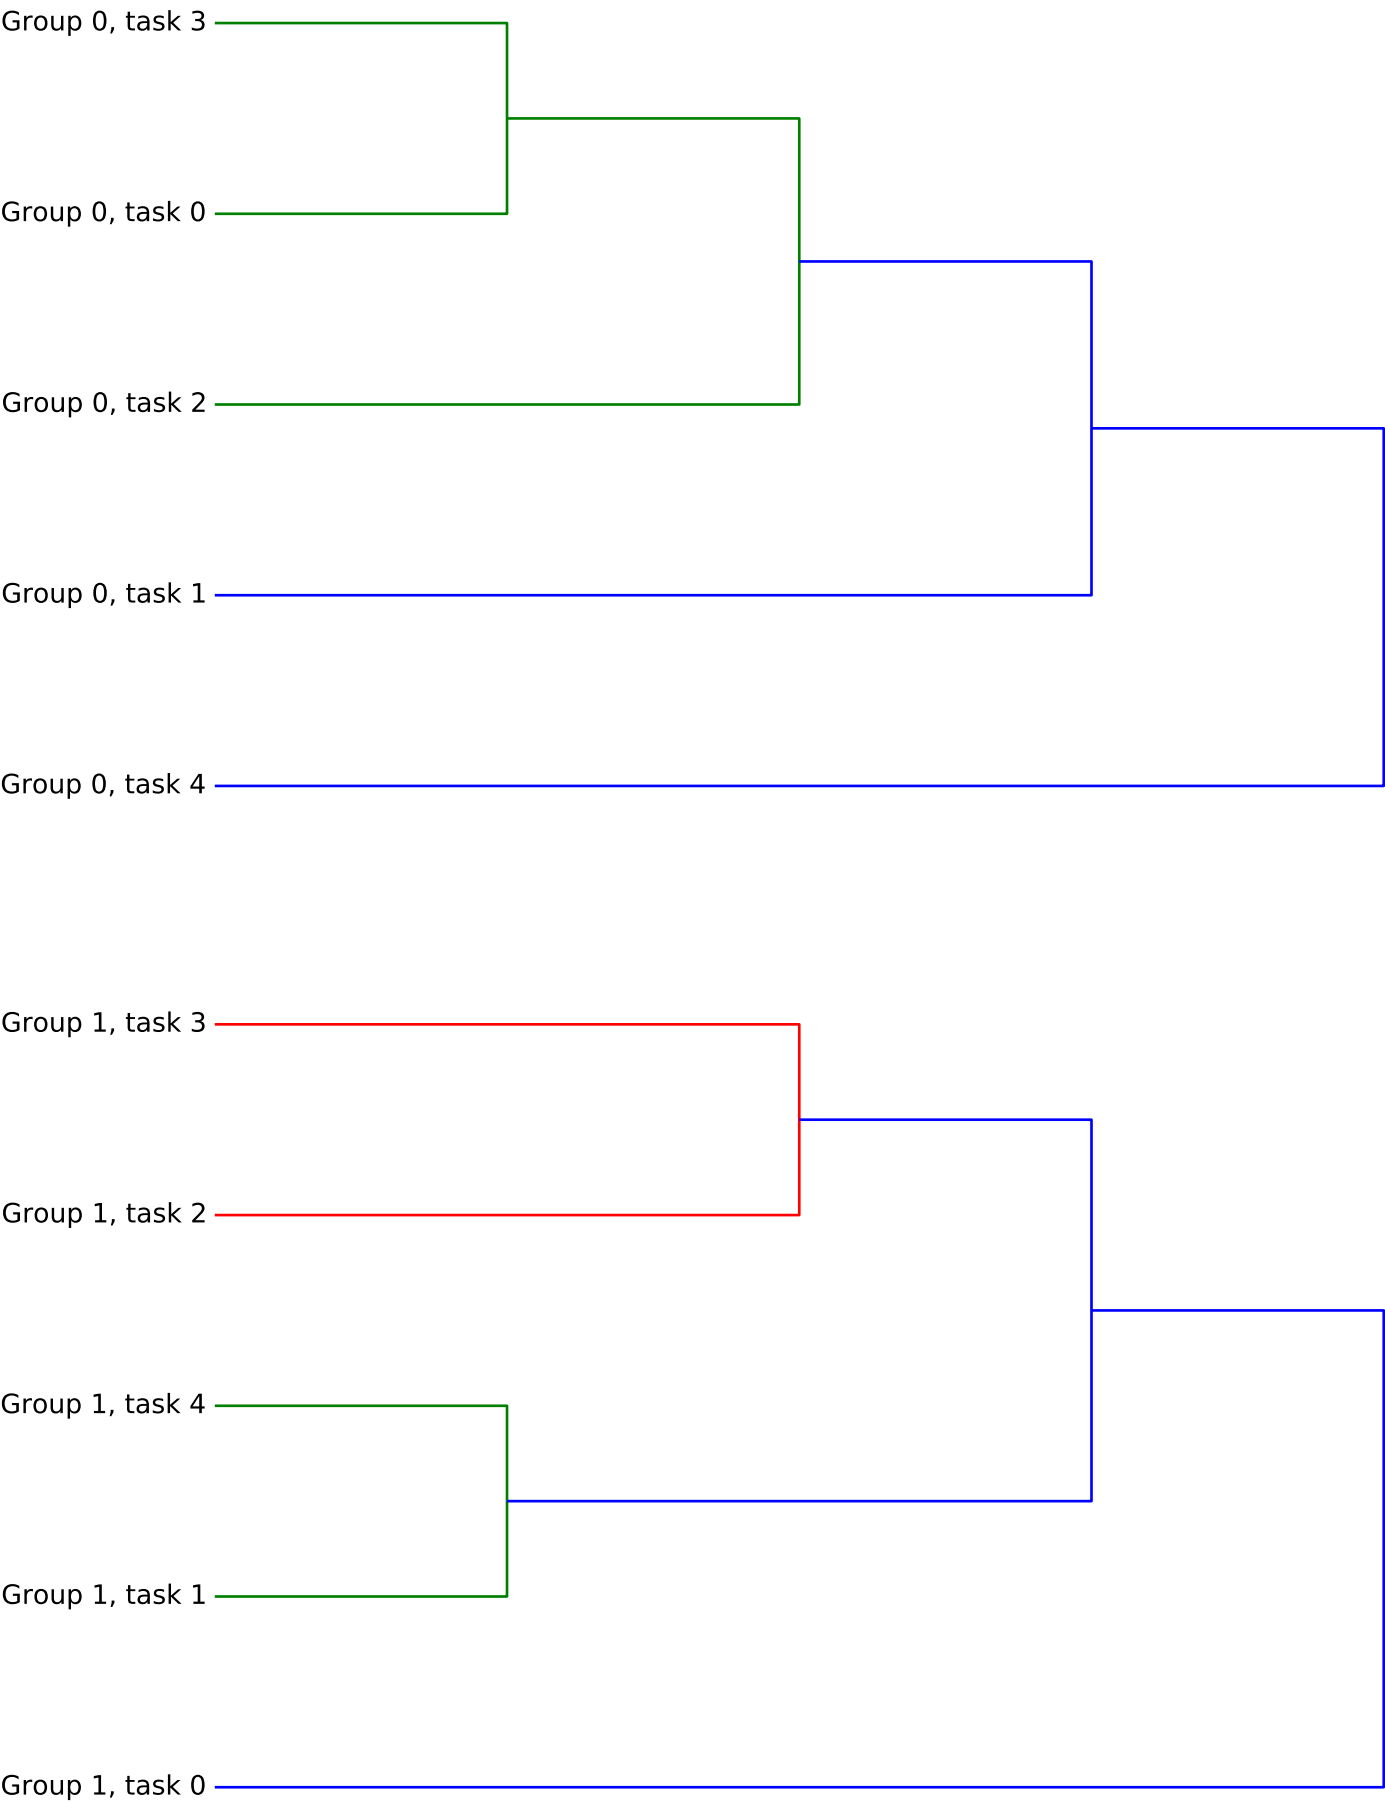 Group 0, task 3
Group 0, task 0
Group 0, task 2
Group 0, task 1
Group 0, task 4
Group 1, task 3
Group 1, task 2
Group 1, task 4
Group 1, task 1
Group 1, task 0